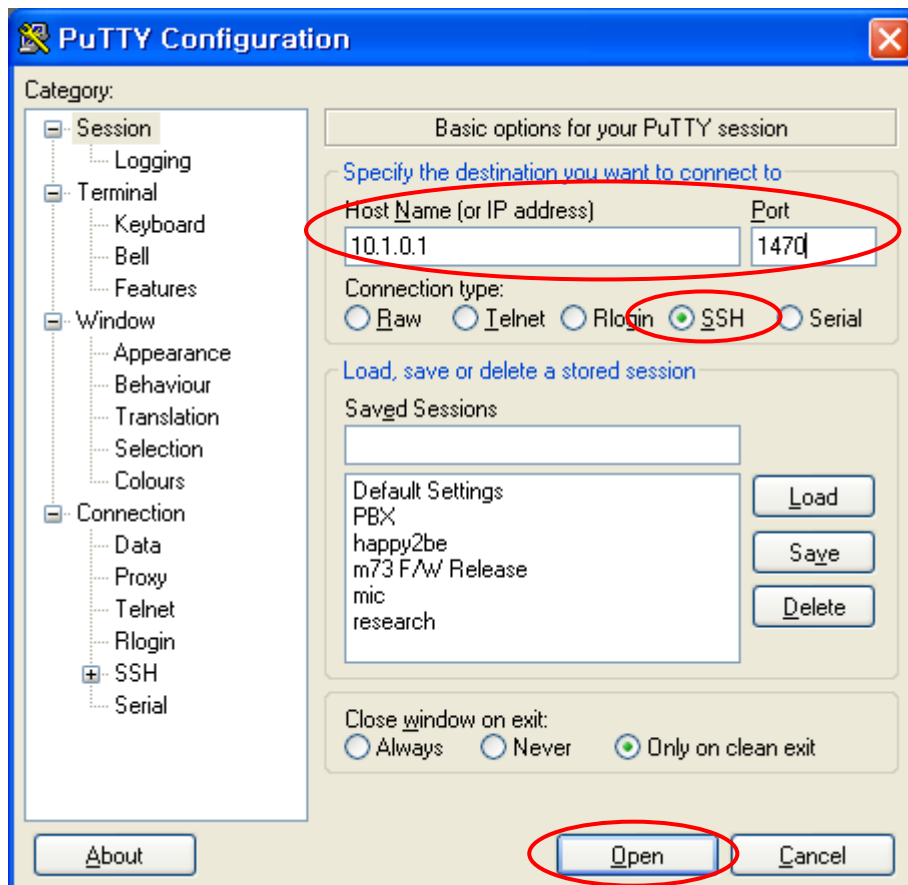 PuTTY Configuration
Category:
Session
Logging
Terminal
Keyboard
Bell
Features
Window
Appearance
Behaviour
Translation
Selection
Colours
Connection
Data
Proxy
Telnet
Rlogin
SSH
Serial
Basic options for your PuTTY session
Specify the destination you want to connect to
Host Name (or IP address) Port
10.1.0.1 1470
Connection type:
Raw Telnet Rlogin SSH Serial
Load, save or delete a stored session
Saved Sessions
Default Settings
PBX
happy2be
m73 F/W Release
mic
research
Load
Save
Delete
Close window on exit:
Always Never Only on clean exit
About Open Cancel